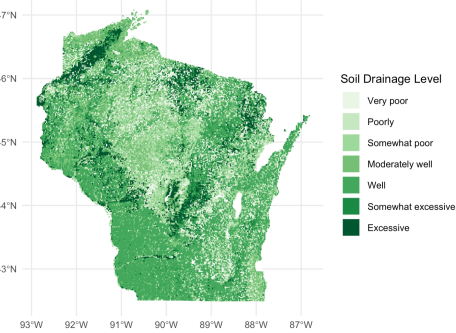 47°N
46°N
45°N
44°N
43°N
93°W 92°W 91°W 90°W 89°W 88°W 87°W
Soil Drainage Level
Very poor
Poorly
Somewhat poor
Moderately well
Well
Somewhat excessive
Excessive